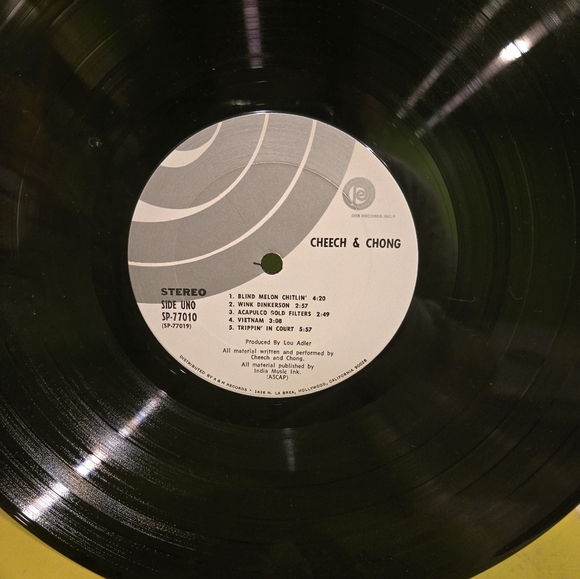 ODE RECORDS INC.®
CHEECH & CHONG
STEREO
SIDE UNO
SP-77010
(SP-77019)
1. BLIND MELON CHITLIN' 4:20
2. WINK DINKERSON 2:57
3. ACAPULCO GOLD FILTERS 2:49
4. VIETNAM 3:08
5. TRIPPIN' IN COURT 5:57
Produced By Lou Adler
All material written and performed by
Cheech and Chong.
All material published by
India Music Ink.
(ASCAP)
DISTRIBUTED BY A & M RECORDS • 1416 N. LA BREA, HOLLYWOOD, CALIFORNIA 90028